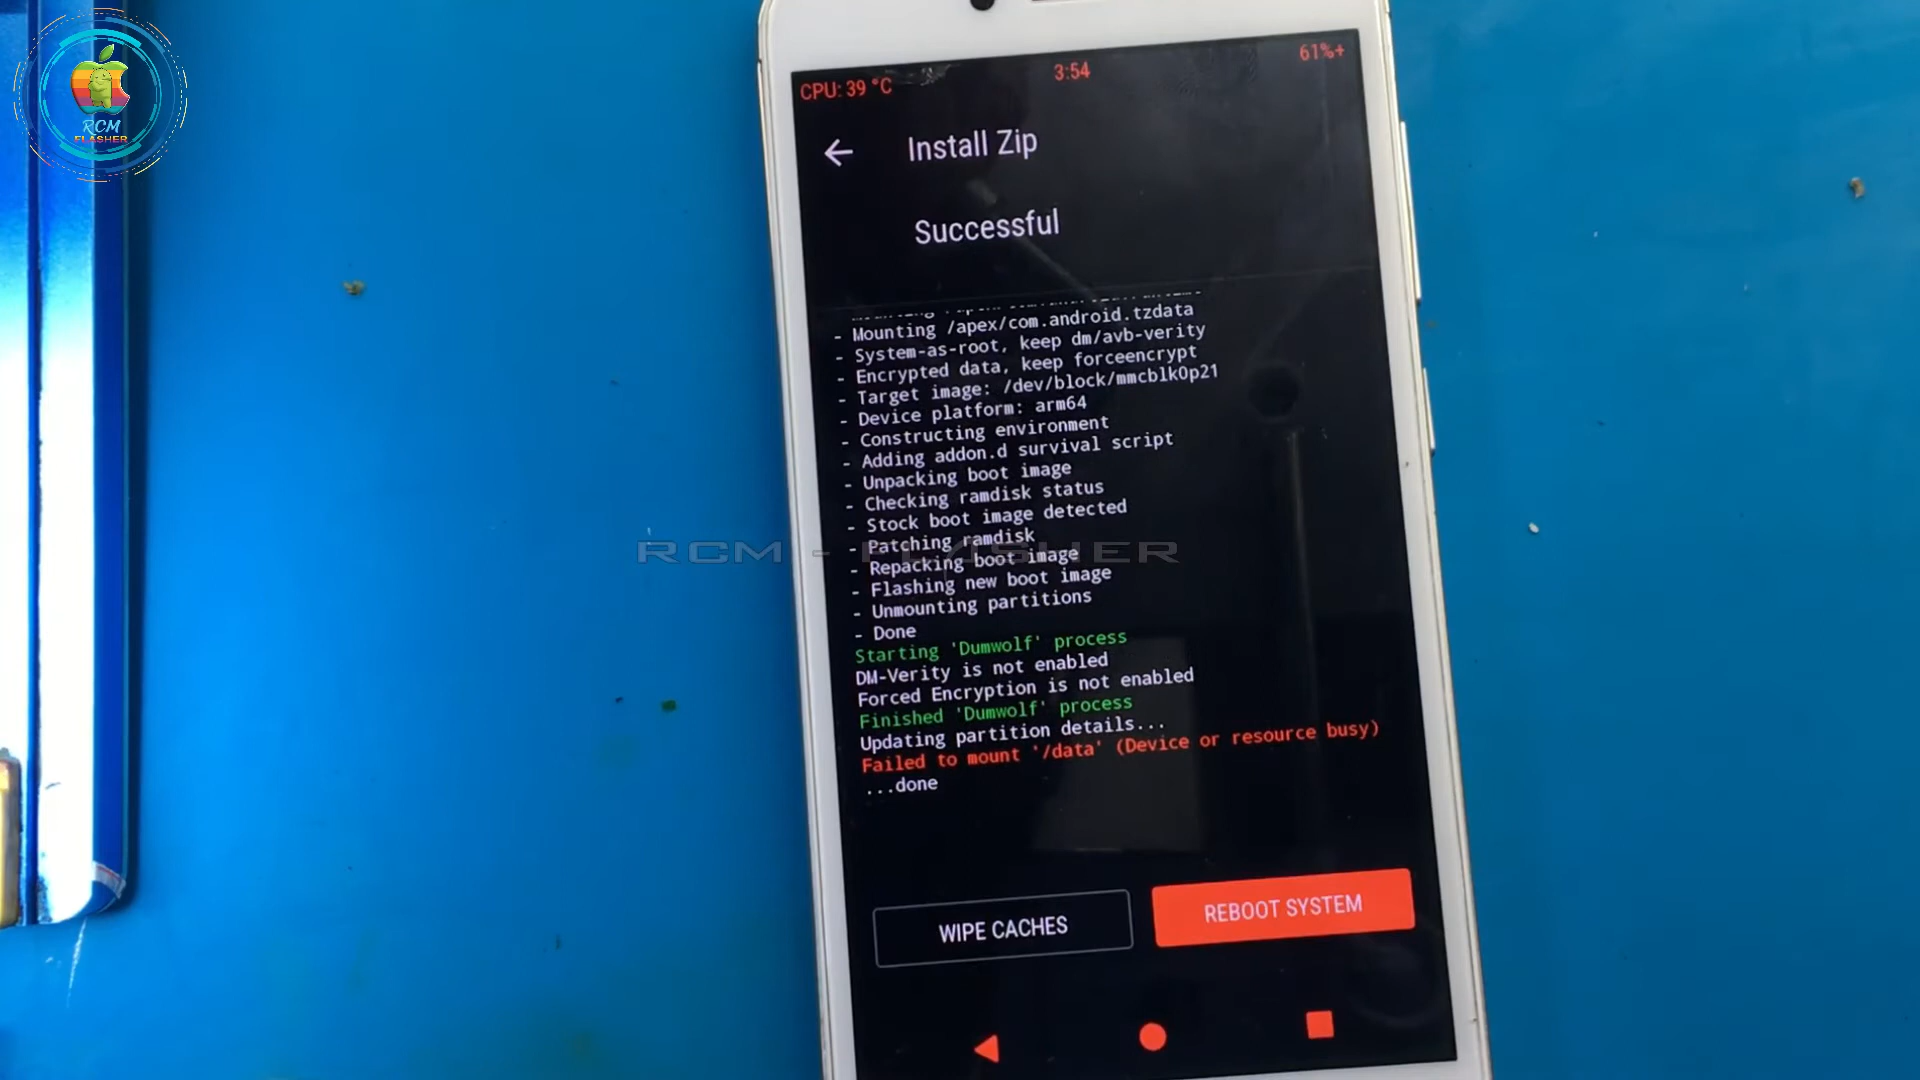 RCM
FLASHER
CPU: 39 °C
3:54
61%+
Install Zip
Successful
- Mounting /apex/com.android.tzdata
- System-as-root, keep dm/avb-verity
- Encrypted data, keep forceencrypt
- Target image: /dev/block/mmcblk0p21
- Device platform: arm64
- Constructing environment
- Adding addon.d survival script
- Unpacking boot image
- Checking ramdisk status
- Stock boot image detected
- Patching ramdisk
- Repacking boot image
- Flashing new boot image
- Unmounting partitions
- Done
Starting 'Dumwolf' process
DM-Verity is not enabled
Forced Encryption is not enabled
Finished 'Dumwolf' process
Updating partition details...
Failed to mount '/data' (Device or resource busy)
...done
RCM - FLASHER
WIPE CACHES
REBOOT SYSTEM